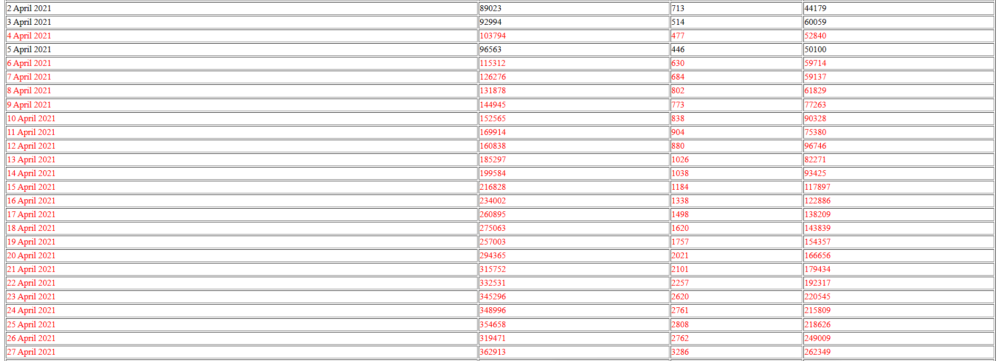 2 April 2021 89023 713 44179
3 April 2021 92994 514 60059
4 April 2021 103794 477 52840
5 April 2021 96563 446 50100
6 April 2021 115312 630 59714
7 April 2021 126276 684 59137
8 April 2021 131878 802 61829
9 April 2021 144945 773 77263
10 April 2021 152565 838 90328
11 April 2021 169914 904 75380
12 April 2021 160838 880 96746
13 April 2021 185297 1026 82271
14 April 2021 199584 1038 93425
15 April 2021 216828 1184 117897
16 April 2021 234002 1338 122886
17 April 2021 260895 1498 138209
18 April 2021 275063 1620 143839
19 April 2021 257003 1757 154357
20 April 2021 294365 2021 166656
21 April 2021 315752 2101 179434
22 April 2021 332531 2257 192317
23 April 2021 345296 2620 220545
24 April 2021 348996 2761 215809
25 April 2021 354658 2808 218626
26 April 2021 319471 2762 249009
27 April 2021 362913 3286 262349